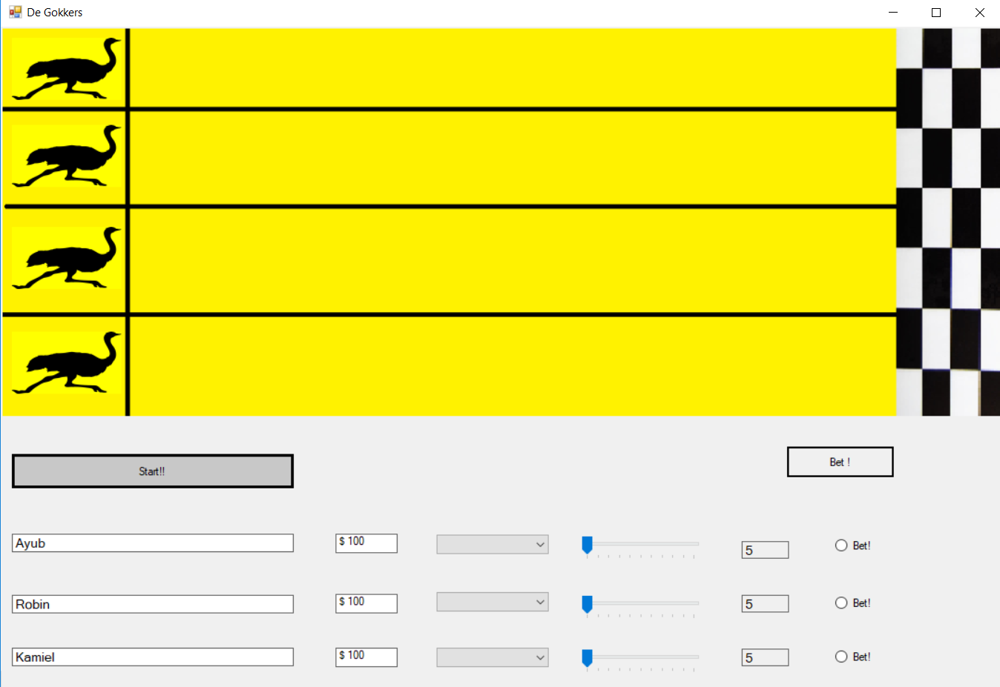 De Gokkers
Start!!
Bet !
Ayub $ 100 5 Bet!
Robin $ 100 5 Bet!
Kamiel $ 100 5 Bet!